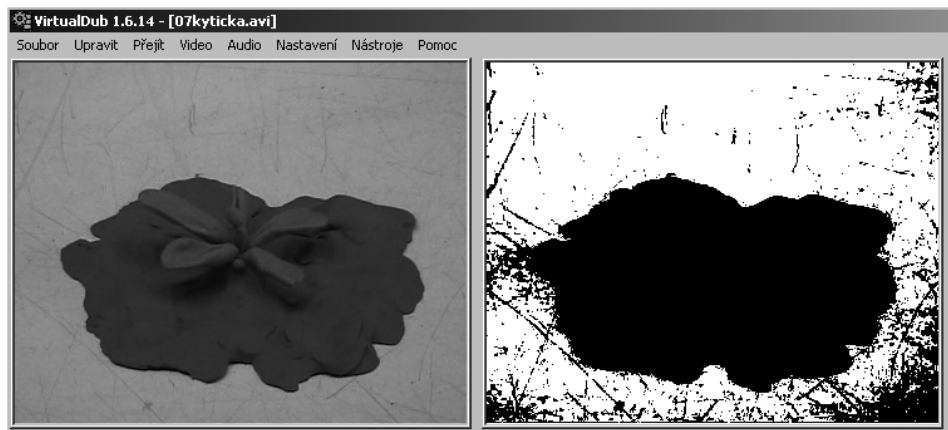 VirtualDub 1.6.14 - [07kyticka.avi]
Soubor Upravit Přejít Video Audio Nastavení Nástroje Pomoc